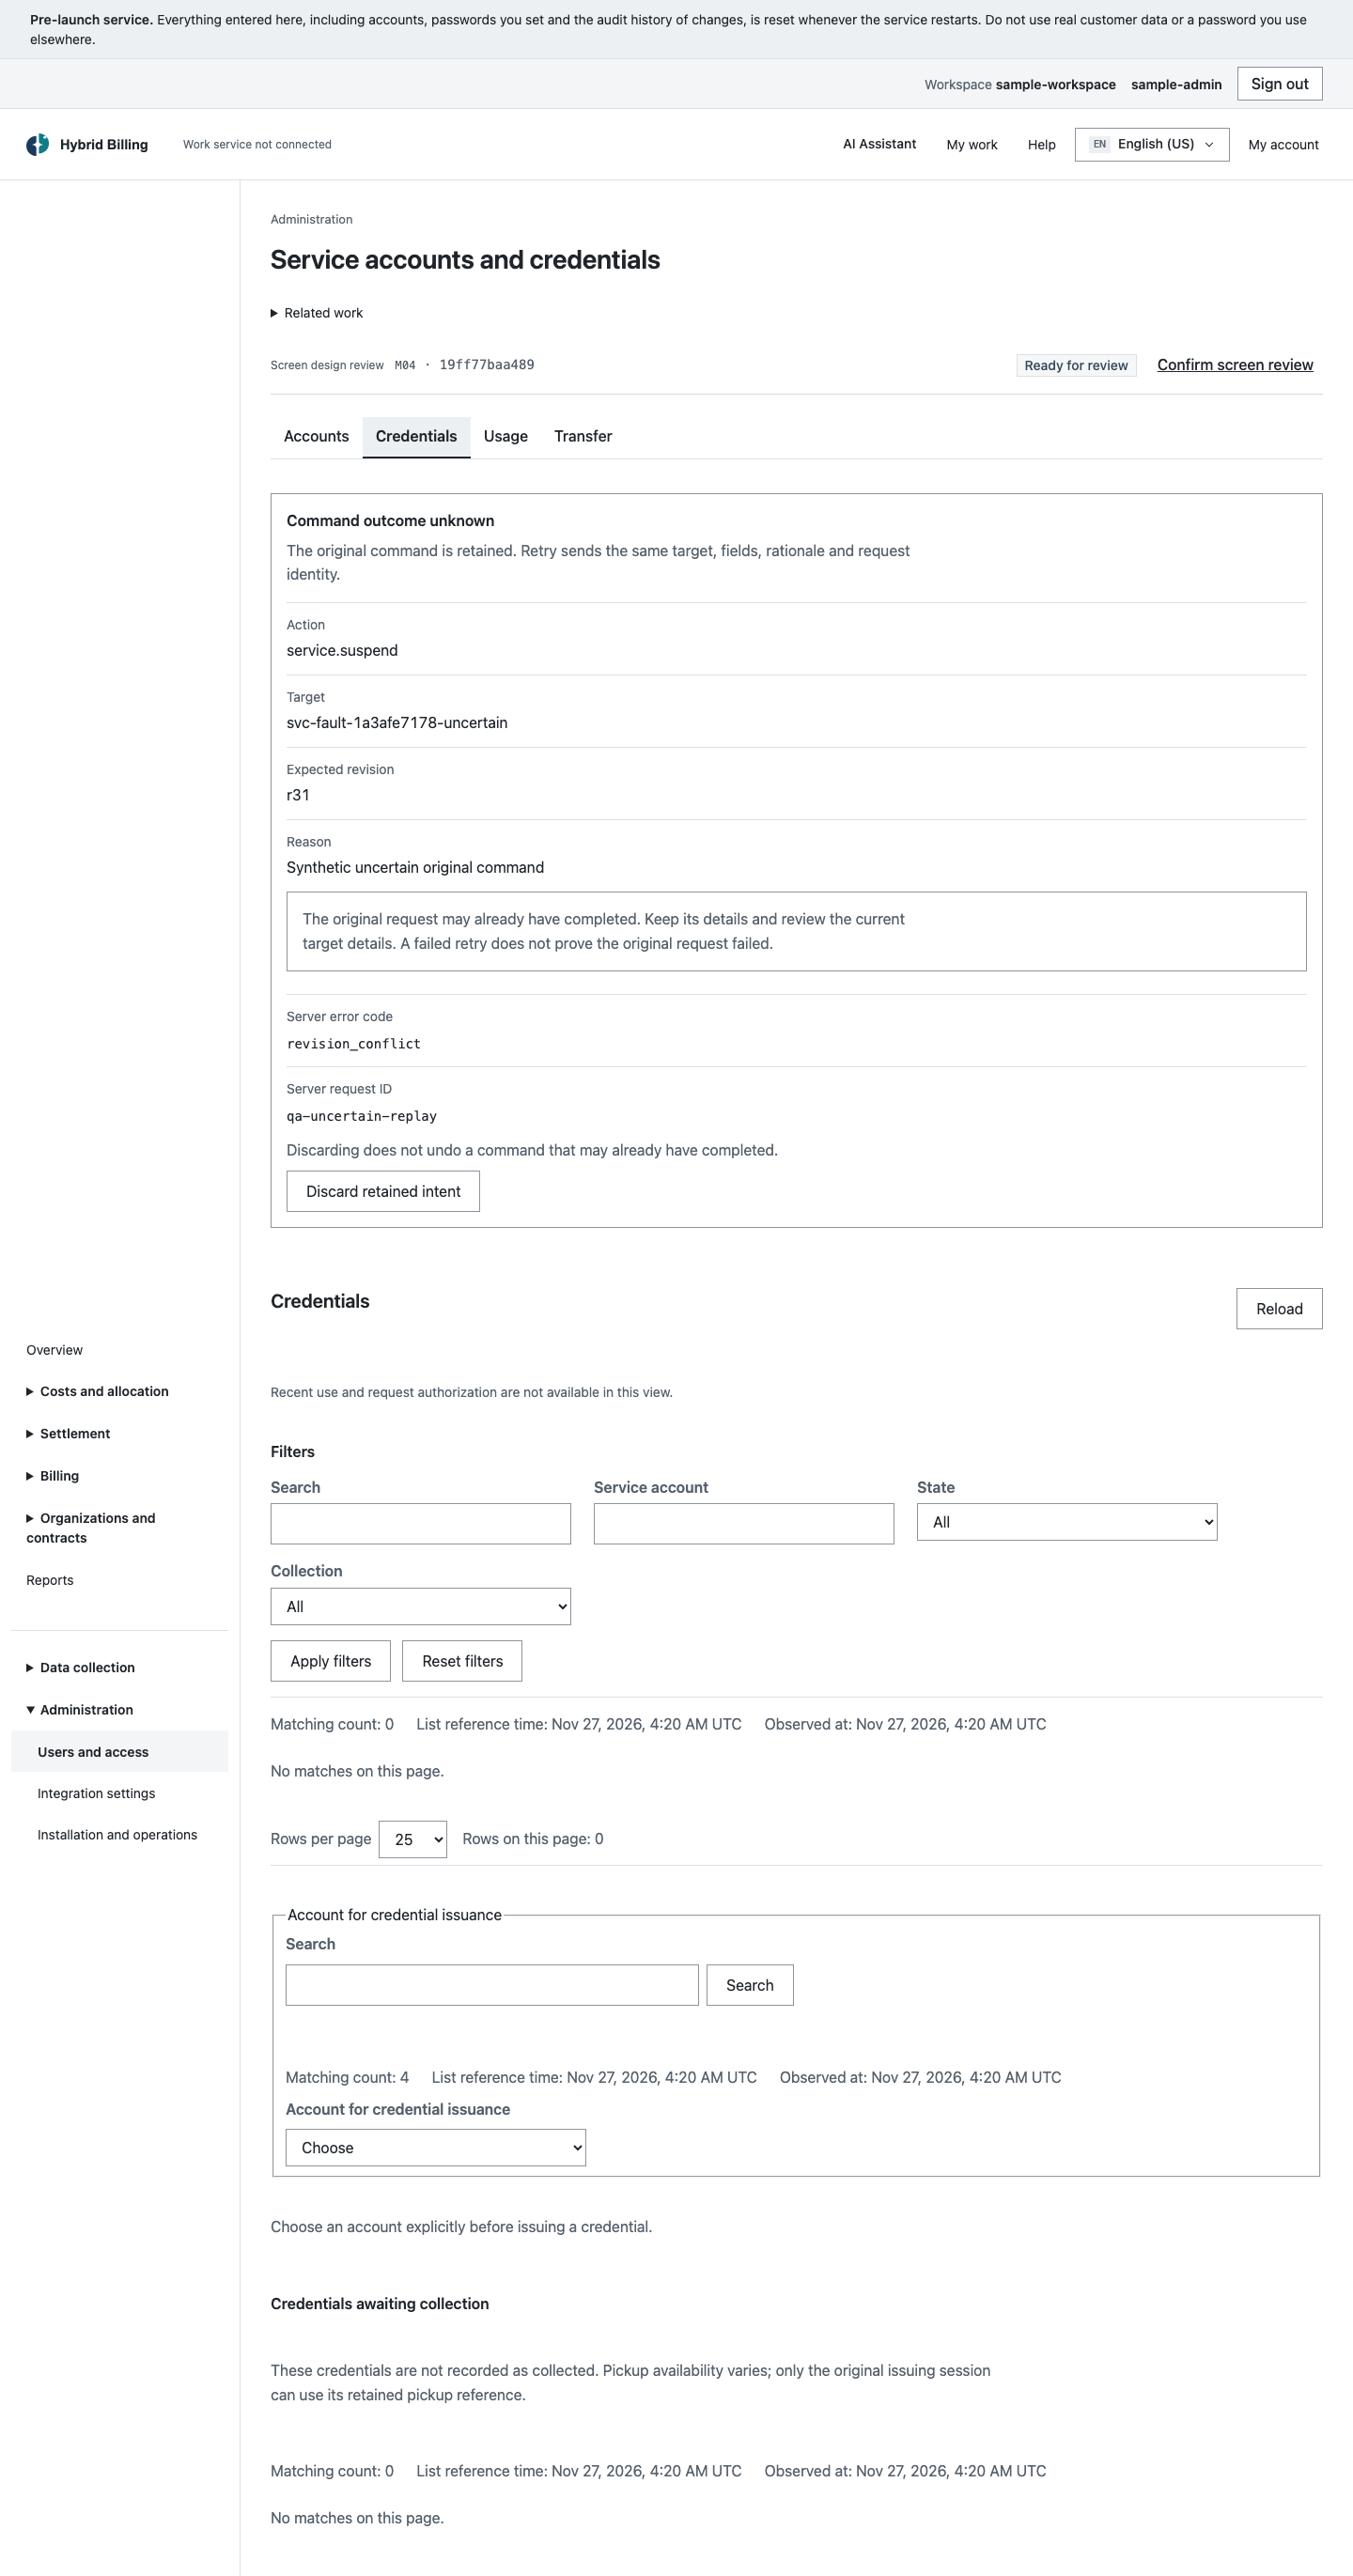 Pre-launch service. Everything entered here, including accounts, passwords you set and the audit history of changes, is reset whenever the service restarts. Do not use real customer data or a password you use
elsewhere.
Workspace sample-workspace sample-admin Sign out
Hybrid Billing Work service not connected AI Assistant My work Help EN English (US) My account
Administration
Service accounts and credentials
Related work
Screen design review M04 · 19ff77baa489 Ready for review Confirm screen review
Accounts Credentials Usage Transfer
Command outcome unknown
The original command is retained. Retry sends the same target, fields, rationale and request
identity.
Action
service.suspend
Target
svc-fault-1a3afe7178-uncertain
Expected revision
r31
Reason
Synthetic uncertain original command
The original request may already have completed. Keep its details and review the current
target details. A failed retry does not prove the original request failed.
Server error code
revision_conflict
Server request ID
qa-uncertain-replay
Discarding does not undo a command that may already have completed.
Discard retained intent
Credentials Reload
Recent use and request authorization are not available in this view.
Filters
Search Service account State
All
Collection
All
Apply filters Reset filters
Matching count: 0 List reference time: Nov 27, 2026, 4:20 AM UTC Observed at: Nov 27, 2026, 4:20 AM UTC
No matches on this page.
Rows per page 25 Rows on this page: 0
Account for credential issuance
Search
Search
Matching count: 4 List reference time: Nov 27, 2026, 4:20 AM UTC Observed at: Nov 27, 2026, 4:20 AM UTC
Account for credential issuance
Choose
Choose an account explicitly before issuing a credential.
Credentials awaiting collection
These credentials are not recorded as collected. Pickup availability varies; only the original issuing session
can use its retained pickup reference.
Matching count: 0 List reference time: Nov 27, 2026, 4:20 AM UTC Observed at: Nov 27, 2026, 4:20 AM UTC
No matches on this page.
Overview
Costs and allocation
Settlement
Billing
Organizations and
contracts
Reports
Data collection
Administration
Users and access
Integration settings
Installation and operations